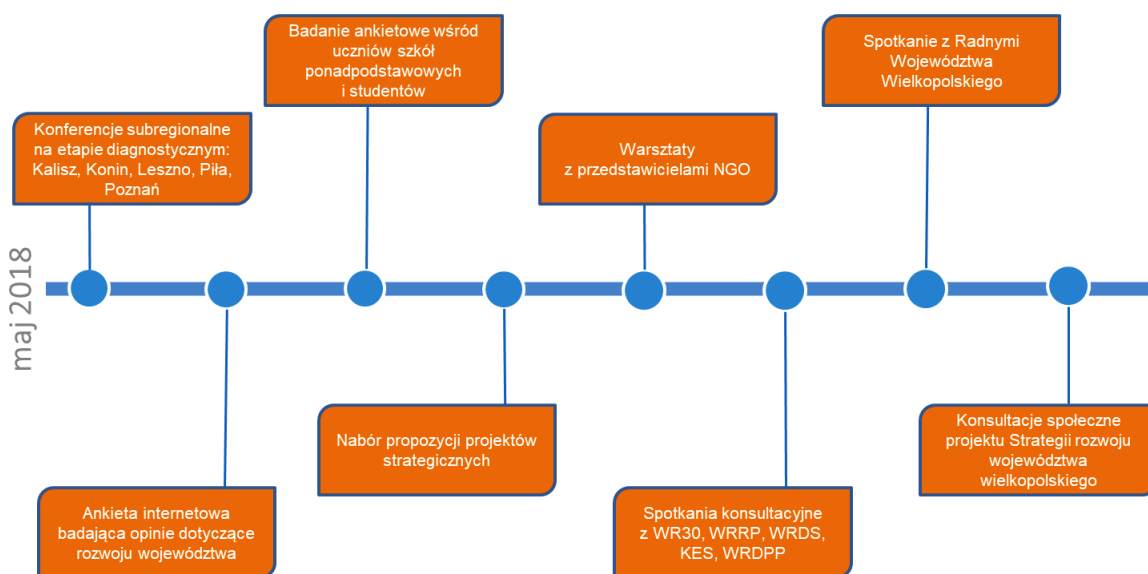 maj 2018
Konferencje subregionalne
na etapie diagnostycznym:
Kalisz, Konin, Leszno, Piła,
Poznań
Ankieta internetowa
badająca opinie dotyczące
rozwoju województwa
Badanie ankietowe wśród
uczniów szkół
ponadpodstawowych
i studentów
Nabór propozycji projektów
strategicznych
Warsztaty
z przedstawicielami NGO
Spotkania konsultacyjne
z WR30, WRRP, WRDS,
KES, WRDPP
Spotkanie z Radnymi
Województwa
Wielkopolskiego
Konsultacje społeczne
projektu Strategii rozwoju
województwa
wielkopolskiego